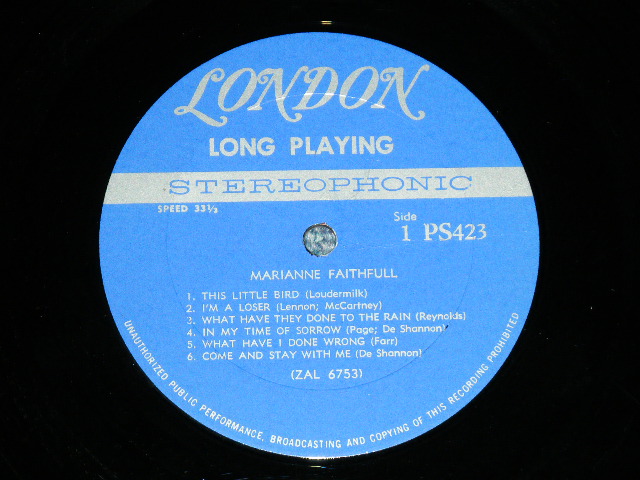 LONDON
LONG PLAYING
STEREOPHONIC
SPEED 33⅓
Side
1 PS423
MARIANNE FAITHFULL
1. THIS LITTLE BIRD (Loudermilk)
2. I'M A LOSER (Lennon; McCartney)
3. WHAT HAVE THEY DONE TO THE RAIN (Reynolds)
4. IN MY TIME OF SORROW (Page; De Shannon)
5. WHAT HAVE I DONE WRONG (Farr)
6. COME AND STAY WITH ME (De Shannon)
(ZAL 6753)
UNAUTHORIZED PUBLIC PERFORMANCE, BROADCASTING AND COPYING OF THIS RECORDING PROHIBITED